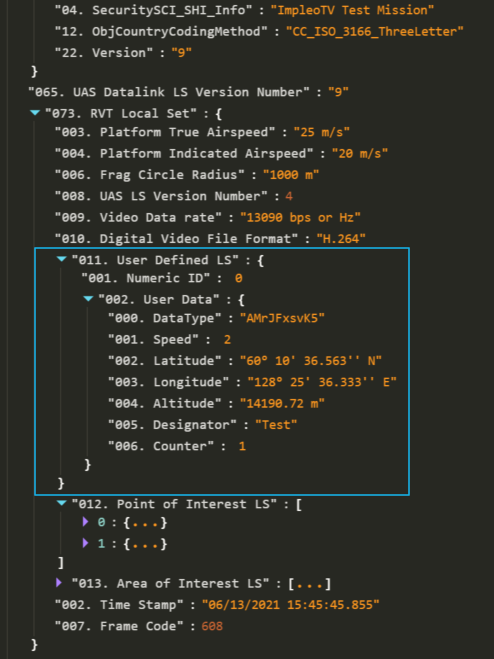 "04. SecuritySCI_SHI_Info" : "ImpleoTV Test Mission"
"12. ObjCountryCodingMethod" : "CC_ISO_3166_ThreeLetter"
"22. Version" : "9"
}
"065. UAS Datalink LS Version Number" : "9"
"073. RVT Local Set" : {
"003. Platform True Airspeed" : "25 m/s"
"004. Platform Indicated Airspeed" : "20 m/s"
"006. Frag Circle Radius" : "1000 m"
"008. UAS LS Version Number" : 4
"009. Video Data rate" : "13090 bps or Hz"
"010. Digital Video File Format" : "H.264"
"011. User Defined LS" : {
"001. Numeric ID" : 0
"002. User Data" : {
"000. DataType" : "AMrJFxsvK5"
"001. Speed" : 2
"002. Latitude" : "60º 10' 36.563'' N"
"003. Longitude" : "128º 25' 36.333'' E"
"004. Altitude" : "14190.72 m"
"005. Designator" : "Test"
"006. Counter" : 1
}
}
"012. Point of Interest LS" : [
0 : {...}
1 : {...}
]
"013. Area of Interest LS" : [...]
"002. Time Stamp" : "06/13/2021 15:45:45.855"
"007. Frame Code" : 608
}